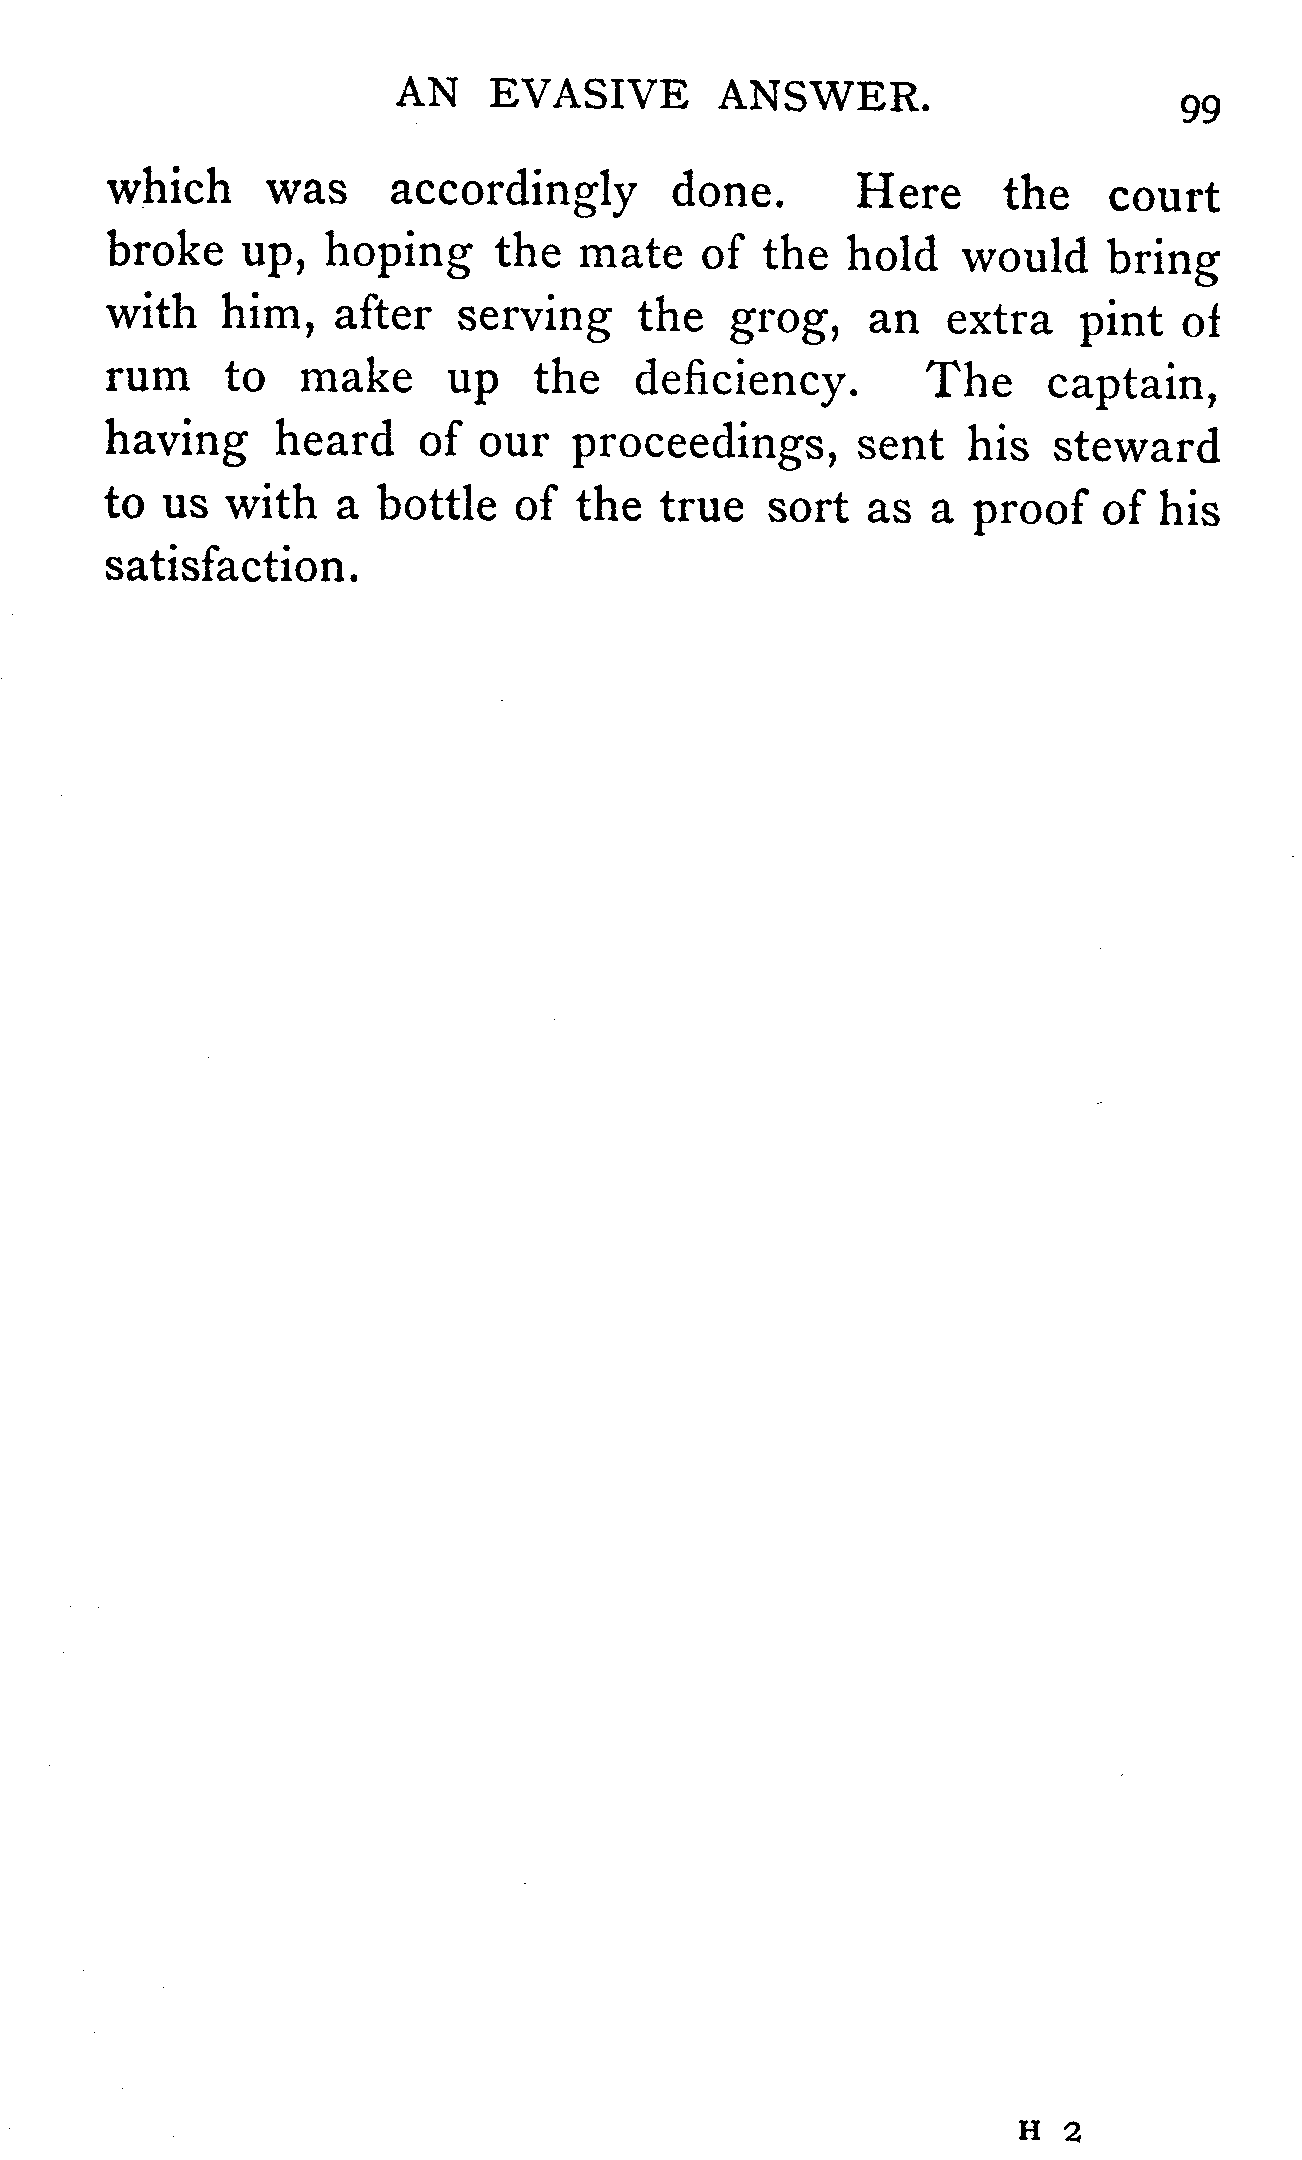 AN EVASIVE ANSWER. 99
which was accordingly done. Here the court
broke up, hoping the mate of the hold would bring
with him, after serving the grog, an extra pint of
rum to make up the deficiency. The captain,
having heard of our proceedings, sent his steward
to us with a bottle of the true sort as a proof of his
satisfaction.
H 2